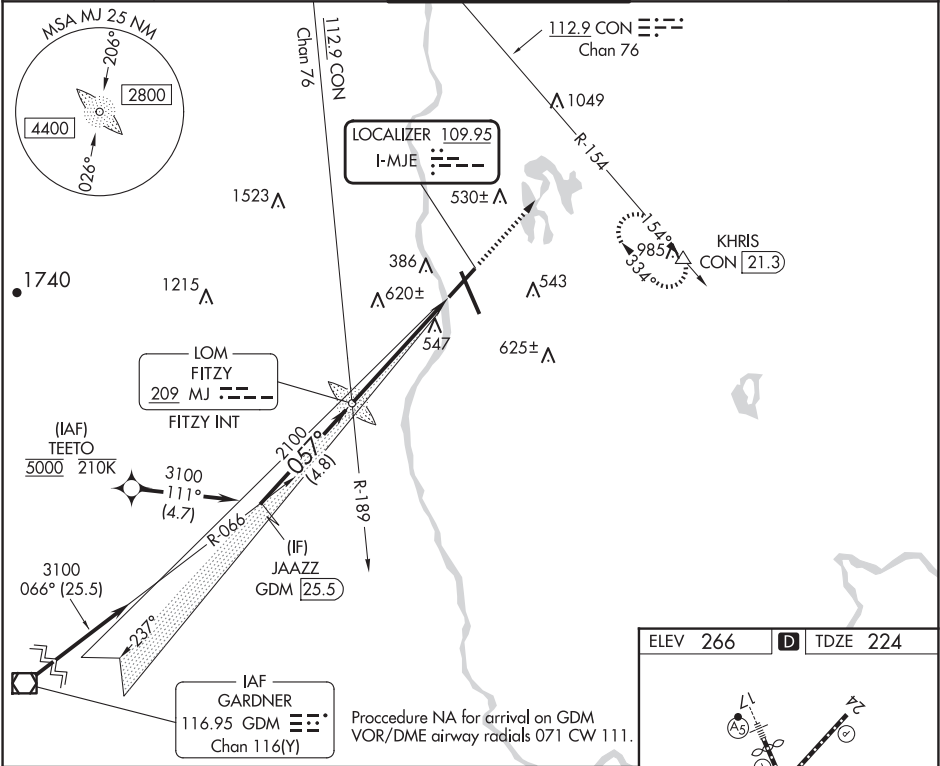 MSA MJ 25 NM
206°
2800
4400
026°
112.9 CON
Chan 76
112.9 CON
Chan 76
1049
R-154
LOCALIZER 109.95
I-MJE
1523
530±
154°
985
334°
KHRIS
CON 21.3
1740
1215
386
620±
543
547
625±
LOM
FITZY
209 MJ
FITZY INT
(IAF)
TEETO
5000 210K
3100
111°
(4.7)
2100
057°
(4.8)
R-066
R-189
(IF)
JAAZZ
GDM 25.5
3100
066° (25.5)
237°
IAF
GARDNER
116.95 GDM
Chan 116(Y)
Proccedure NA for arrival on GDM
VOR/DME airway radials 071 CW 111.
ELEV 266 D TDZE 224
17
24
A5
P